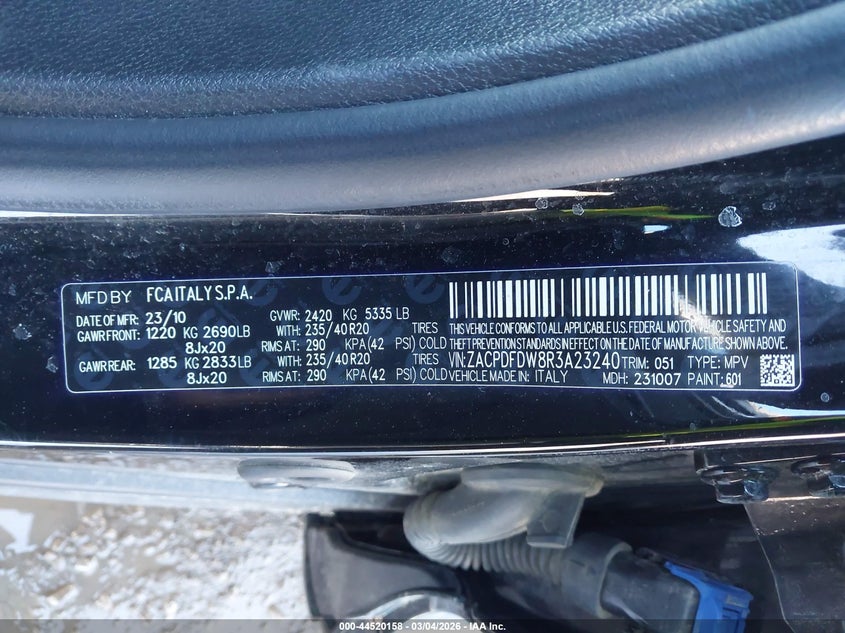 MFD BY FCA ITALY S.P.A.
DATE OF MFR: 23/10 GVWR: 2420 KG 5335 LB
GAWR FRONT: 1220 KG 2690LB WITH: 235/40 R20 TIRES
8Jx20 RIMS AT: 290 KPA (42 PSI) COLD
GAWR REAR: 1285 KG 2833LB WITH: 235/40 R20 TIRES
8Jx20 RIMS AT: 290 KPA (42 PSI) COLD
THIS VEHICLE CONFORMS TO ALL APPLICABLE U.S. FEDERAL MOTOR VEHICLE SAFETY AND
THEFT PREVENTION STANDARDS IN EFFECT ON THE DATE OF MANUFACTURE SHOWN ABOVE.
VIN: ZACPDFDW8R3A23240 TRIM: 051 TYPE: MPV
VEHICLE MADE IN: ITALY MDH: 231007 PAINT: 601
000-44520158 - 03/04/2026 - IAA Inc.